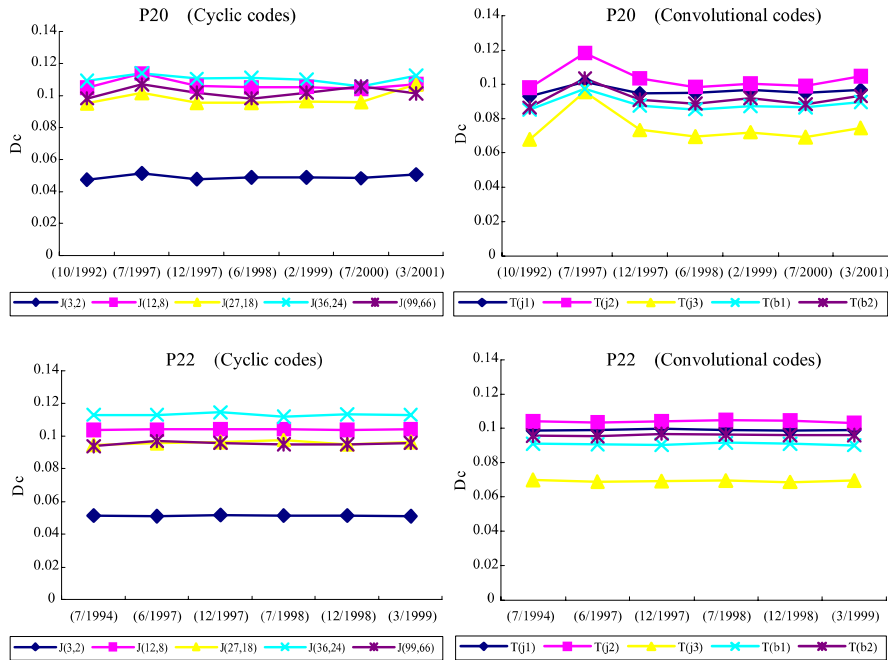 P20 (Cyclic codes)
0.14
0.12
0.1
0.08
0.06
0.04
0.02
0
Dc
(10/1992) (7/1997) (12/1997) (6/1998) (2/1999) (7/2000) (3/2001)
J(3,2) J(12,8) J(27,18) J(36,24) J(99,66)
P20 (Convolutional codes)
0.14
0.12
0.1
0.08
0.06
0.04
0.02
0
Dc
(10/1992) (7/1997) (12/1997) (6/1998) (2/1999) (7/2000) (3/2001)
T(j1) T(j2) T(j3) T(b1) T(b2)
P22 (Cyclic codes)
0.14
0.12
0.1
0.08
0.06
0.04
0.02
0
Dc
(7/1994) (6/1997) (12/1997) (7/1998) (12/1998) (3/1999)
J(3,2) J(12,8) J(27,18) J(36,24) J(99,66)
P22 (Convolutional codes)
0.14
0.12
0.1
0.08
0.06
0.04
0.02
0
Dc
(7/1994) (6/1997) (12/1997) (7/1998) (12/1998) (3/1999)
T(j1) T(j2) T(j3) T(b1) T(b2)